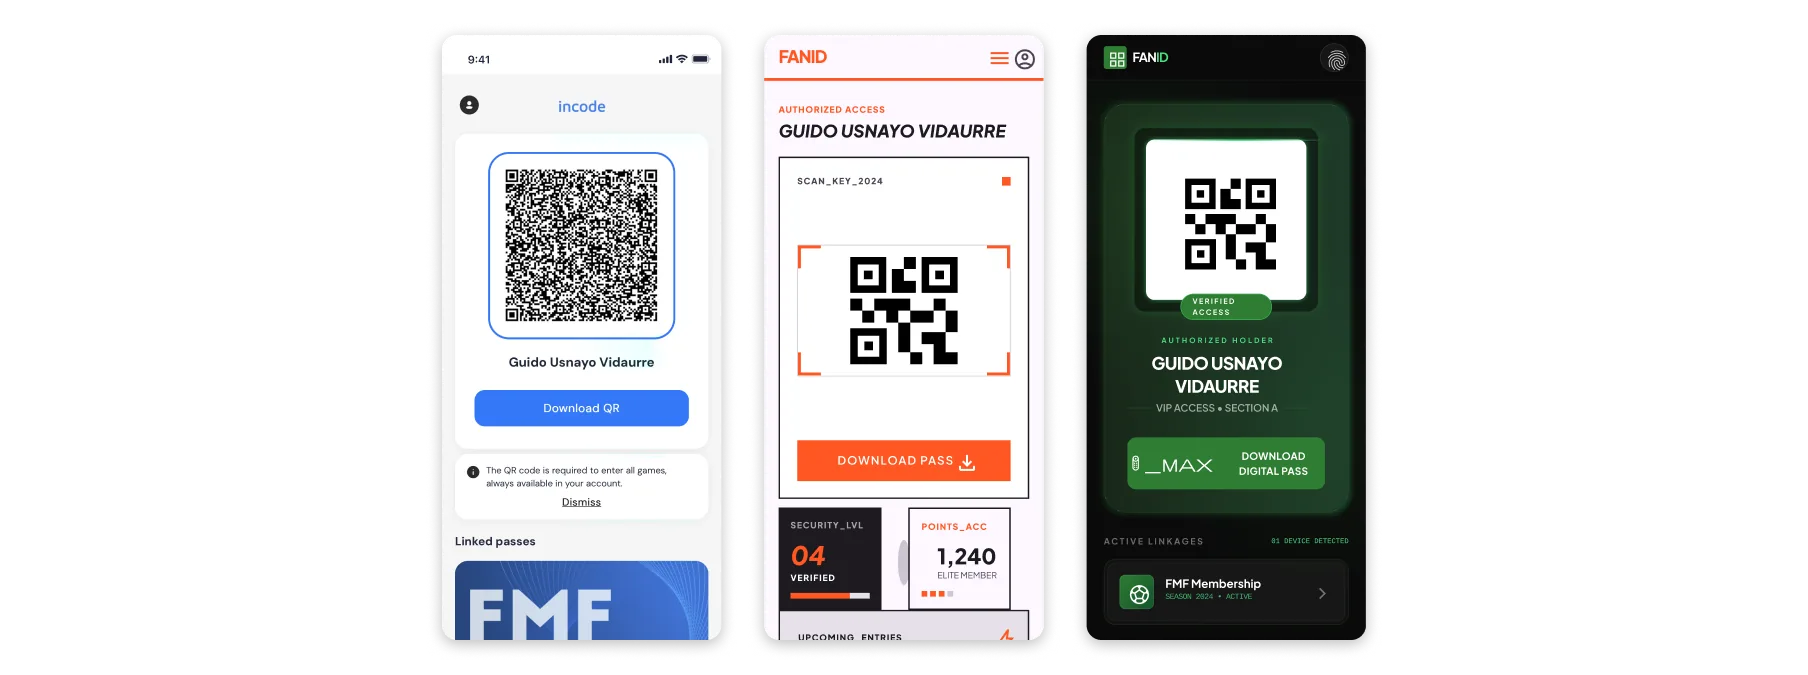 9:41
incode
Guido Usnayo Vidaurre
Download QR
The QR code is required to enter all games,
always available in your account.
Dismiss
Linked passes
FMF
FANID
AUTHORIZED ACCESS
GUIDO USNAYO VIDAURRE
SCAN_KEY_2024
DOWNLOAD PASS
SECURITY_LVL
04
VERIFIED
POINTS_ACC
1,240
ELITE MEMBER
UPCOMING_ENTRIES
FANID
VERIFIED
ACCESS
AUTHORIZED HOLDER
GUIDO USNAYO
VIDAURRE
VIP ACCESS • SECTION A
_MAX
DOWNLOAD
DIGITAL PASS
ACTIVE LINKAGES
01 DEVICE DETECTED
FMF Membership
SEASON 2024 • ACTIVE